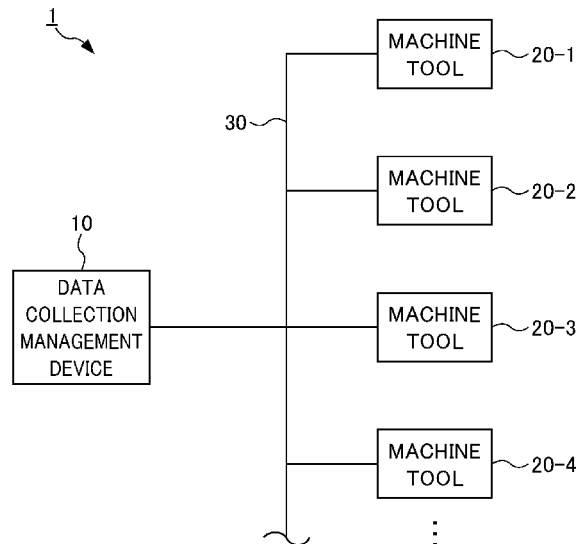 1
MACHINE
TOOL
20-1
30
MACHINE
TOOL
20-2
10
DATA
COLLECTION
MANAGEMENT
DEVICE
MACHINE
TOOL
20-3
MACHINE
TOOL
20-4